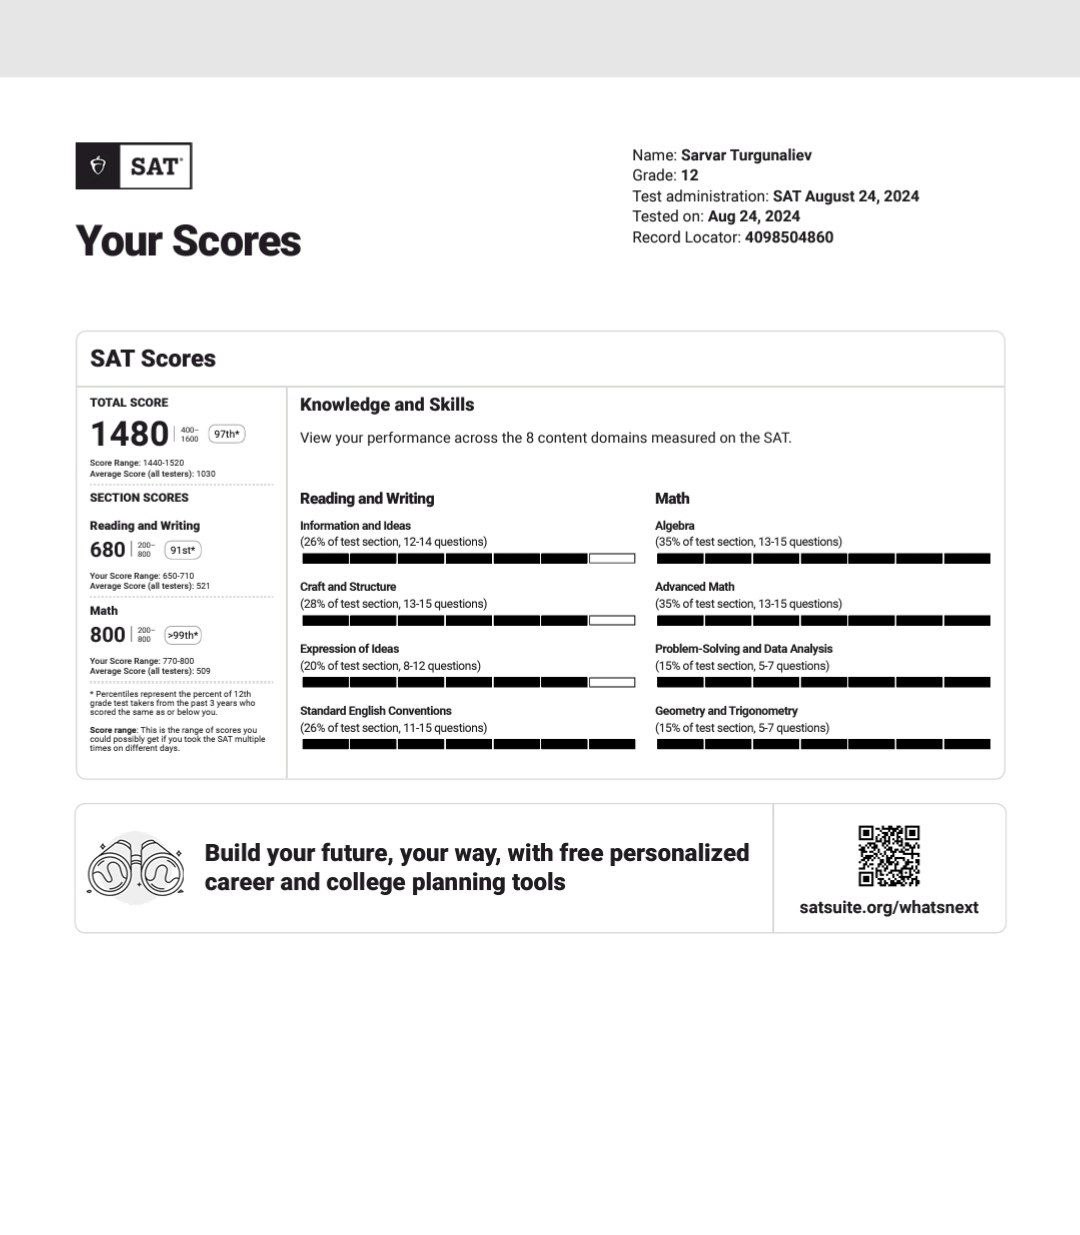 SAT
Your Scores
Name: Sarvar Turgunaliev
Grade: 12
Test administration: SAT August 24, 2024
Tested on: Aug 24, 2024
Record Locator: 4098504860
SAT Scores
TOTAL SCORE
1480 | 400–1600 97th*
Score Range: 1440-1520
Average Score (all testers): 1030
SECTION SCORES
Reading and Writing
680 | 200–800 91st*
Your Score Range: 650-710
Average Score (all testers): 521
Math
800 | 200–800 >99th*
Your Score Range: 770-800
Average Score (all testers): 509
* Percentiles represent the percent of 12th
grade test takers from the past 3 years who
scored the same as or below you.
Score range: This is the range of scores you
could possibly get if you took the SAT multiple
times on different days.
Knowledge and Skills
View your performance across the 8 content domains measured on the SAT.
Reading and Writing
Information and Ideas
(26% of test section, 12-14 questions)
Craft and Structure
(28% of test section, 13-15 questions)
Expression of Ideas
(20% of test section, 8-12 questions)
Standard English Conventions
(26% of test section, 11-15 questions)
Math
Algebra
(35% of test section, 13-15 questions)
Advanced Math
(35% of test section, 13-15 questions)
Problem-Solving and Data Analysis
(15% of test section, 5-7 questions)
Geometry and Trigonometry
(15% of test section, 5-7 questions)
Build your future, your way, with free personalized
career and college planning tools
satsuite.org/whatsnext